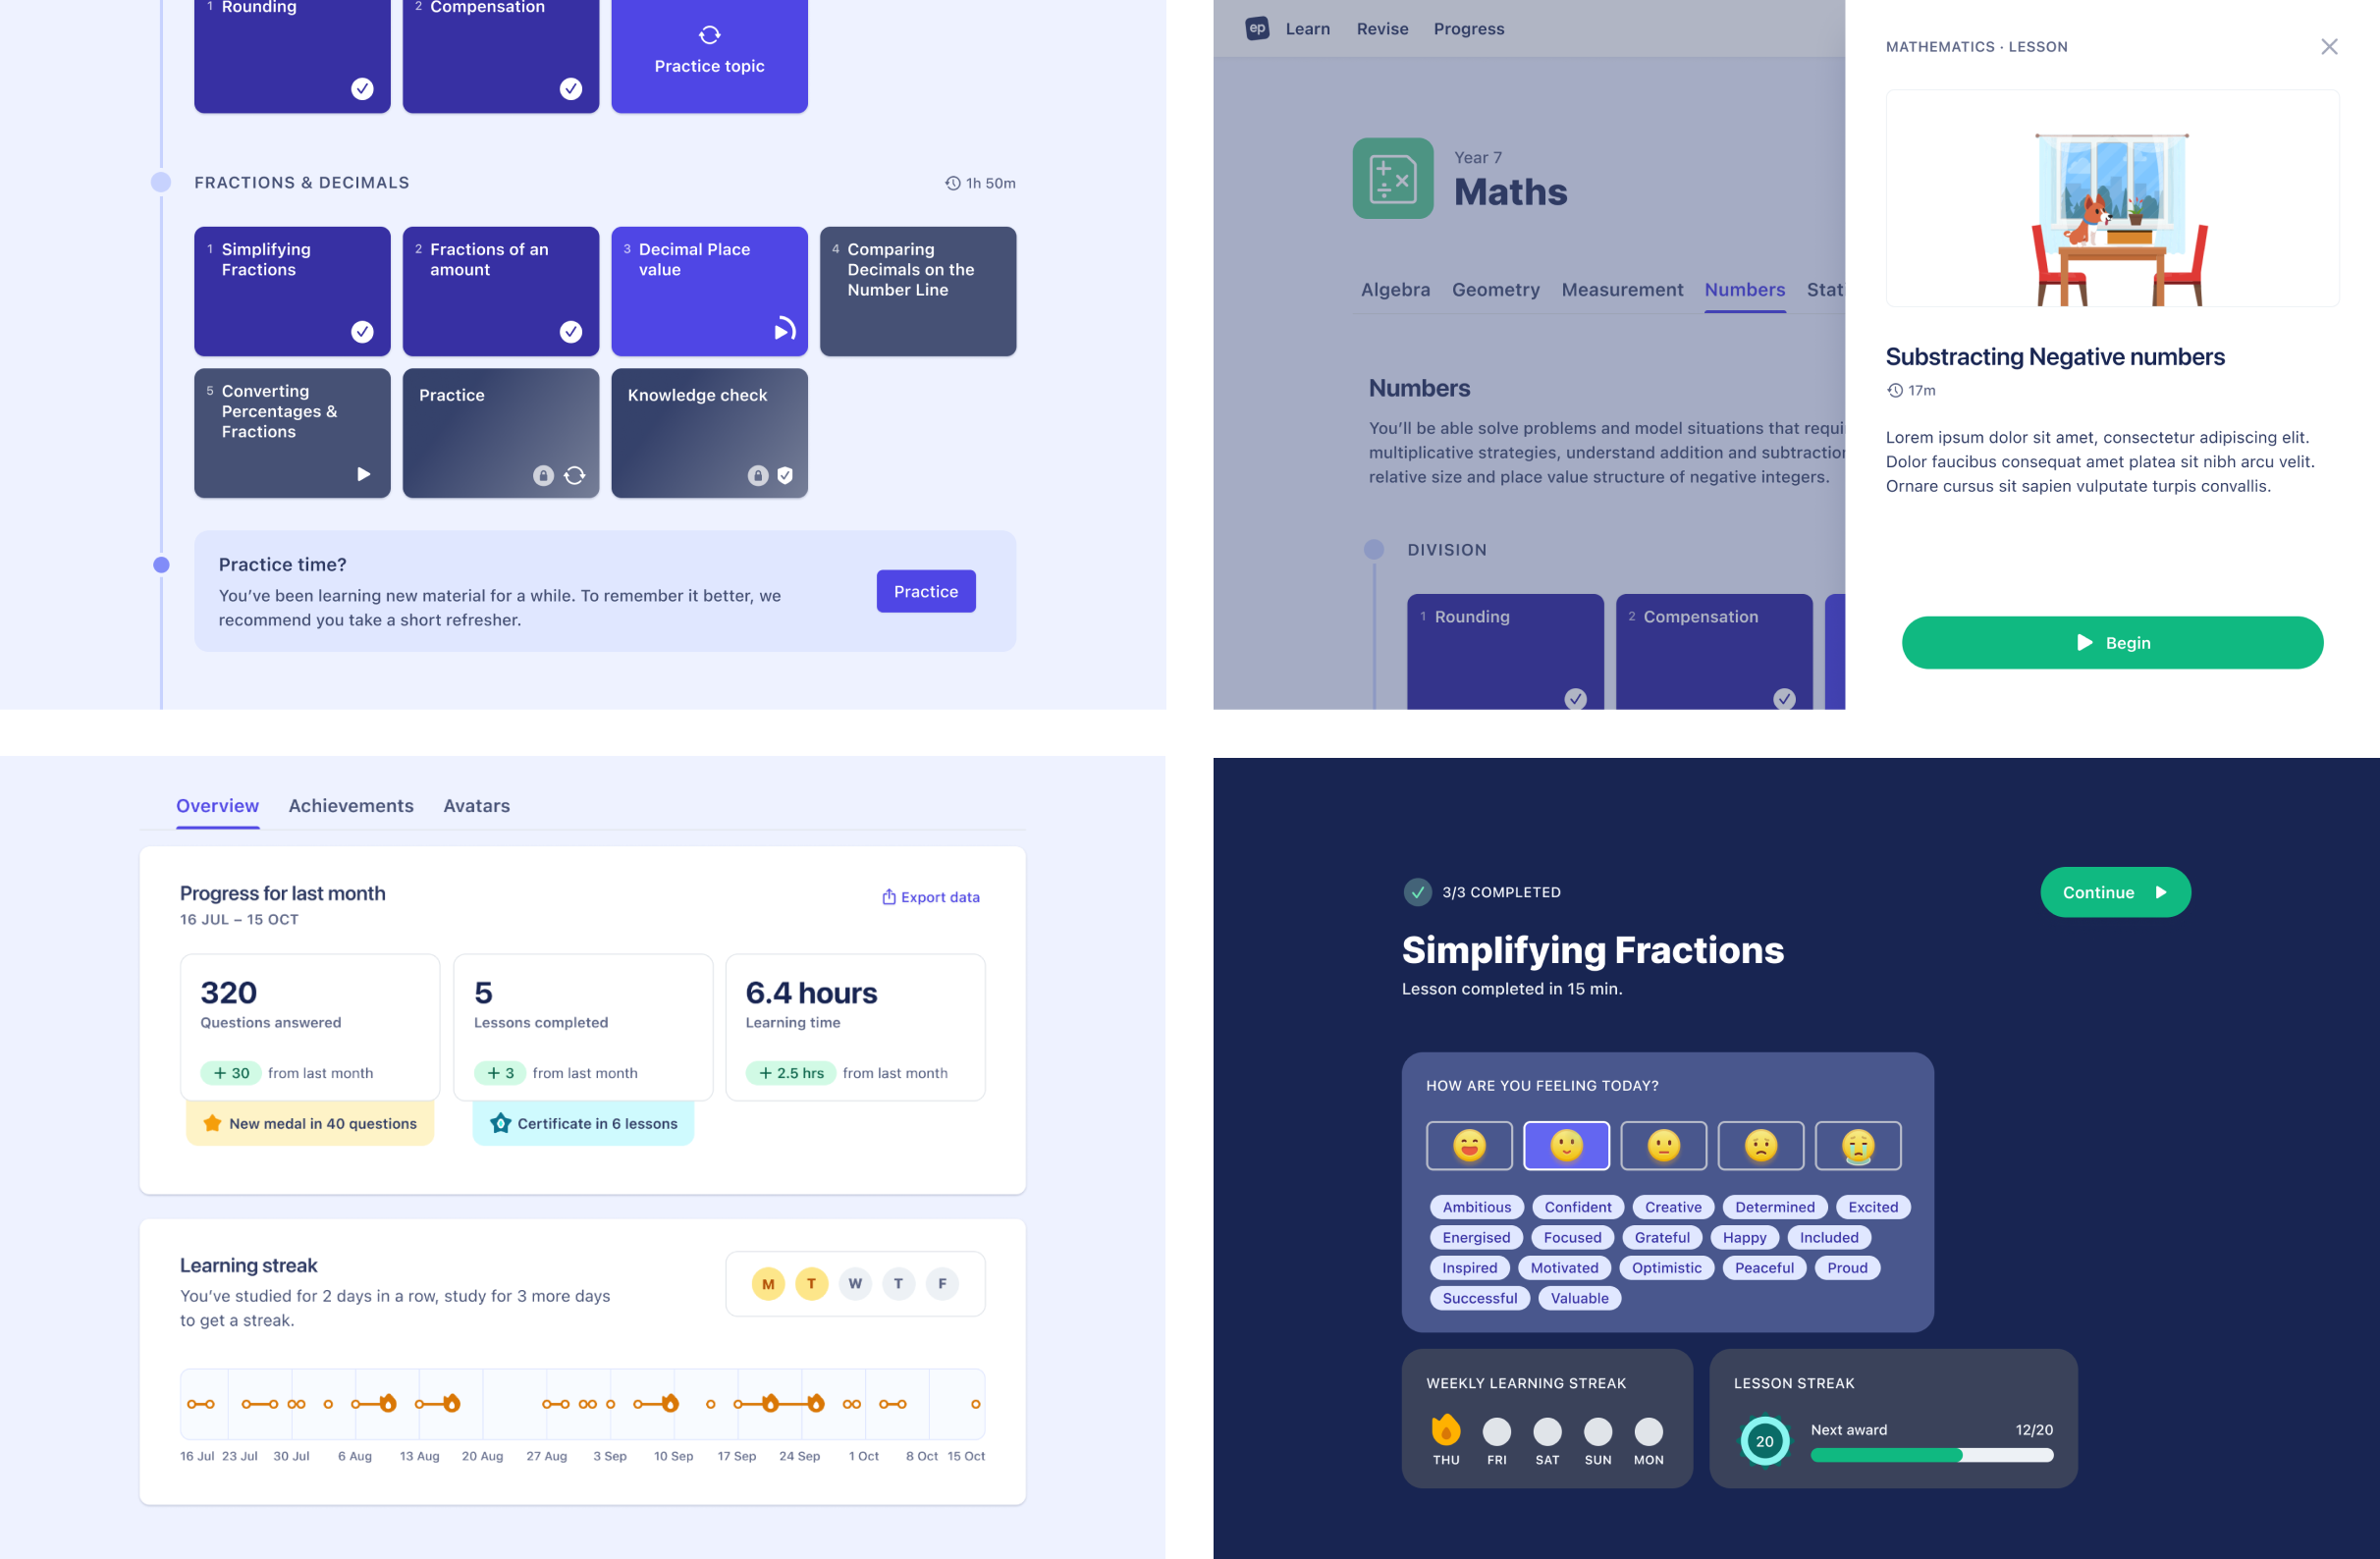 1 Rounding
2 Compensation
Practice topic
FRACTIONS & DECIMALS
1h 50m
1 Simplifying
Fractions
2 Fractions of an
amount
3 Decimal Place
value
4 Comparing
Decimals on the
Number Line
5 Converting
Percentages &
Fractions
Practice
Knowledge check
Practice time?
You’ve been learning new material for a while. To remember it better, we
recommend you take a short refresher.
Practice
ep
Learn
Revise
Progress
Year 7
Maths
Algebra
Geometry
Measurement
Numbers
Stat
Numbers
You’ll be able solve problems and model situations that requi
multiplicative strategies, understand addition and subtraction
relative size and place value structure of negative integers.
DIVISION
1 Rounding
2 Compensation
MATHEMATICS · LESSON
Substracting Negative numbers
17m
Lorem ipsum dolor sit amet, consectetur adipiscing elit.
Dolor faucibus consequat amet platea sit nibh arcu velit.
Ornare cursus sit sapien vulputate turpis convallis.
Begin
Overview
Achievements
Avatars
Progress for last month
16 JUL – 15 OCT
Export data
320
Questions answered
+ 30 from last month
New medal in 40 questions
5
Lessons completed
+ 3 from last month
Certificate in 6 lessons
6.4 hours
Learning time
+ 2.5 hrs from last month
Learning streak
You’ve studied for 2 days in a row, study for 3 more days
to get a streak.
M T W T F
16 Jul 23 Jul 30 Jul 6 Aug 13 Aug 20 Aug 27 Aug 3 Sep 10 Sep 17 Sep 24 Sep 1 Oct 8 Oct 15 Oct
3/3 COMPLETED
Continue
Simplifying Fractions
Lesson completed in 15 min.
HOW ARE YOU FEELING TODAY?
Ambitious Confident Creative Determined Excited
Energised Focused Grateful Happy Included
Inspired Motivated Optimistic Peaceful Proud
Successful Valuable
WEEKLY LEARNING STREAK
THU FRI SAT SUN MON
LESSON STREAK
20
Next award
12/20